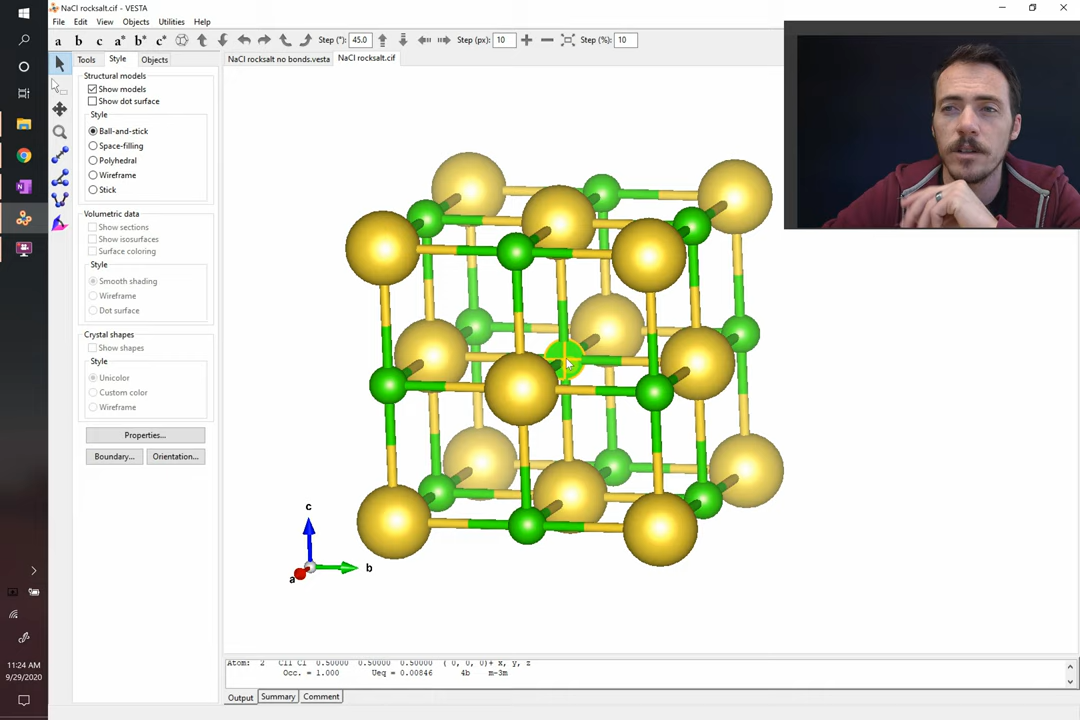 NaCl rocksalt.cif - VESTA
File Edit View Objects Utilities Help
a b c a* b* c* Step (°): 45.0 Step (px): 10 Step (%): 10
Tools Style Objects
NaCl rocksalt no bonds.vesta NaCl rocksalt.cif
Structural models
Show models
Show dot surface
Style
Ball-and-stick
Space-filling
Polyhedral
Wireframe
Stick
Volumetric data
Show sections
Show isosurfaces
Surface coloring
Style
Smooth shading
Wireframe
Dot surface
Crystal shapes
Show shapes
Style
Unicolor
Custom color
Wireframe
Properties...
Boundary... Orientation...
c
b
a
Atom: 2 Cl1 Cl 0.50000 0.50000 0.50000 ( 0, 0, 0)+ x, y, z
Occ. = 1.000 Ueq = 0.00846 4b m-3m
Output Summary Comment
11:24 AM
9/29/2020